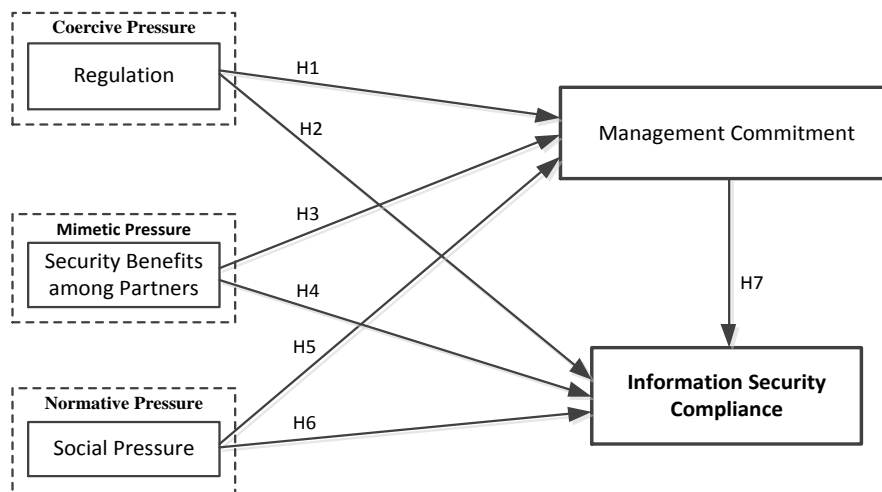 Coercive Pressure
Regulation
H1
H2
Management Commitment
Mimetic Pressure
Security Benefits
among Partners
H3
H4
H7
H5
Information Security
Compliance
Normative Pressure
Social Pressure
H6